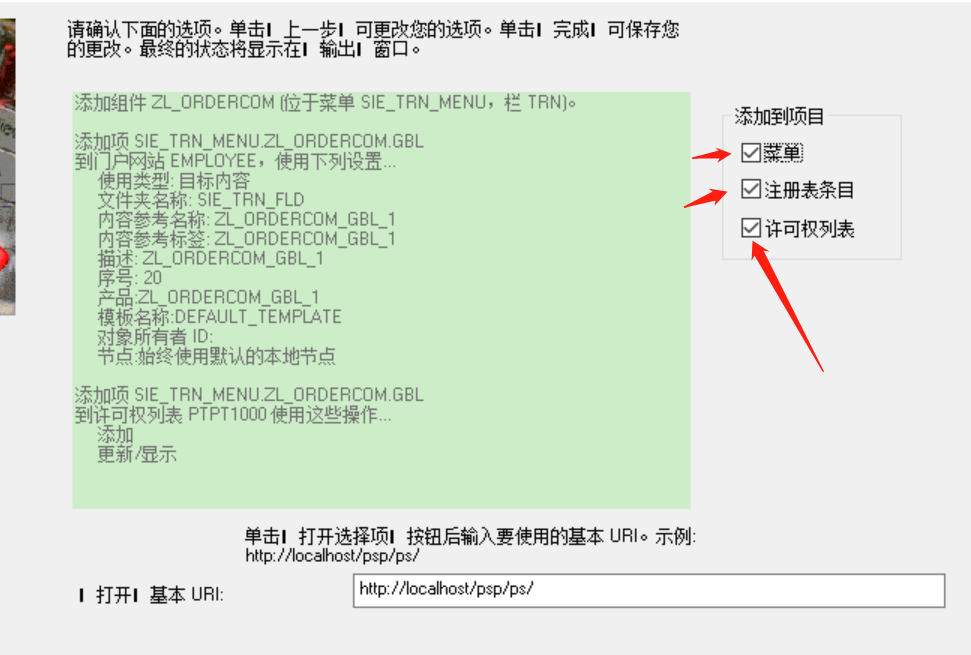 请确认下面的选项。单击I 上一步I 可更改您的选项。单击I 完成I 可保存您
的更改。最终的状态将显示在I 输出I 窗口。
添加组件 ZL_ORDERCOM (位于菜单 SIE_TRN_MENU，栏 TRN)。
添加项 SIE_TRN_MENU.ZL_ORDERCOM.GBL
到门户网站 EMPLOYEE，使用下列设置...
使用类型: 目标内容
文件夹名称: SIE_TRN_FLD
内容参考名称: ZL_ORDERCOM_GBL_1
内容参考标签: ZL_ORDERCOM_GBL_1
描述: ZL_ORDERCOM_GBL_1
序号: 20
产品:ZL_ORDERCOM_GBL_1
模板名称:DEFAULT_TEMPLATE
对象所有者 ID:
节点:始终使用默认的本地节点
添加项 SIE_TRN_MENU.ZL_ORDERCOM.GBL
到许可权列表 PTPT1000 使用这些操作...
添加
更新/显示
添加到项目
菜单
注册表条目
许可权列表
单击I 打开选择项I 按钮后输入要使用的基本 URI。示例:
http://localhost/psp/ps/
I 打开I 基本 URI:
http://localhost/psp/ps/